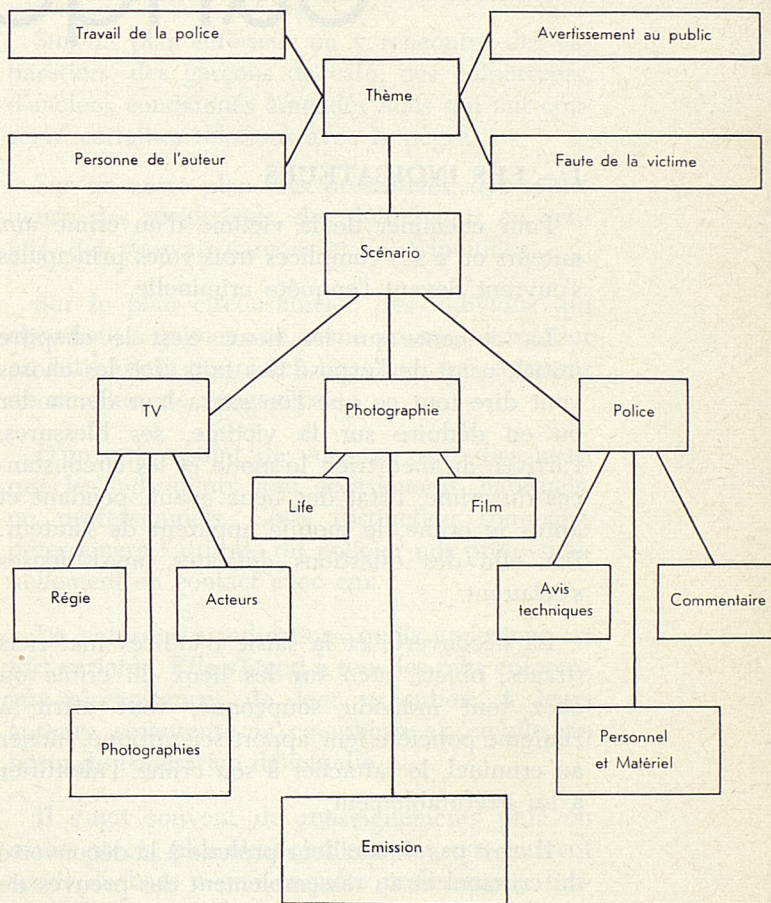 Travail de la police
Avertissement au public
Thème
Personne de l'auteur
Faute de la victime
Scénario
TV
Photographie
Police
Life
Film
Régie
Acteurs
Avis
techniques
Commentaire
Photographies
Personnel
et Matériel
Emission